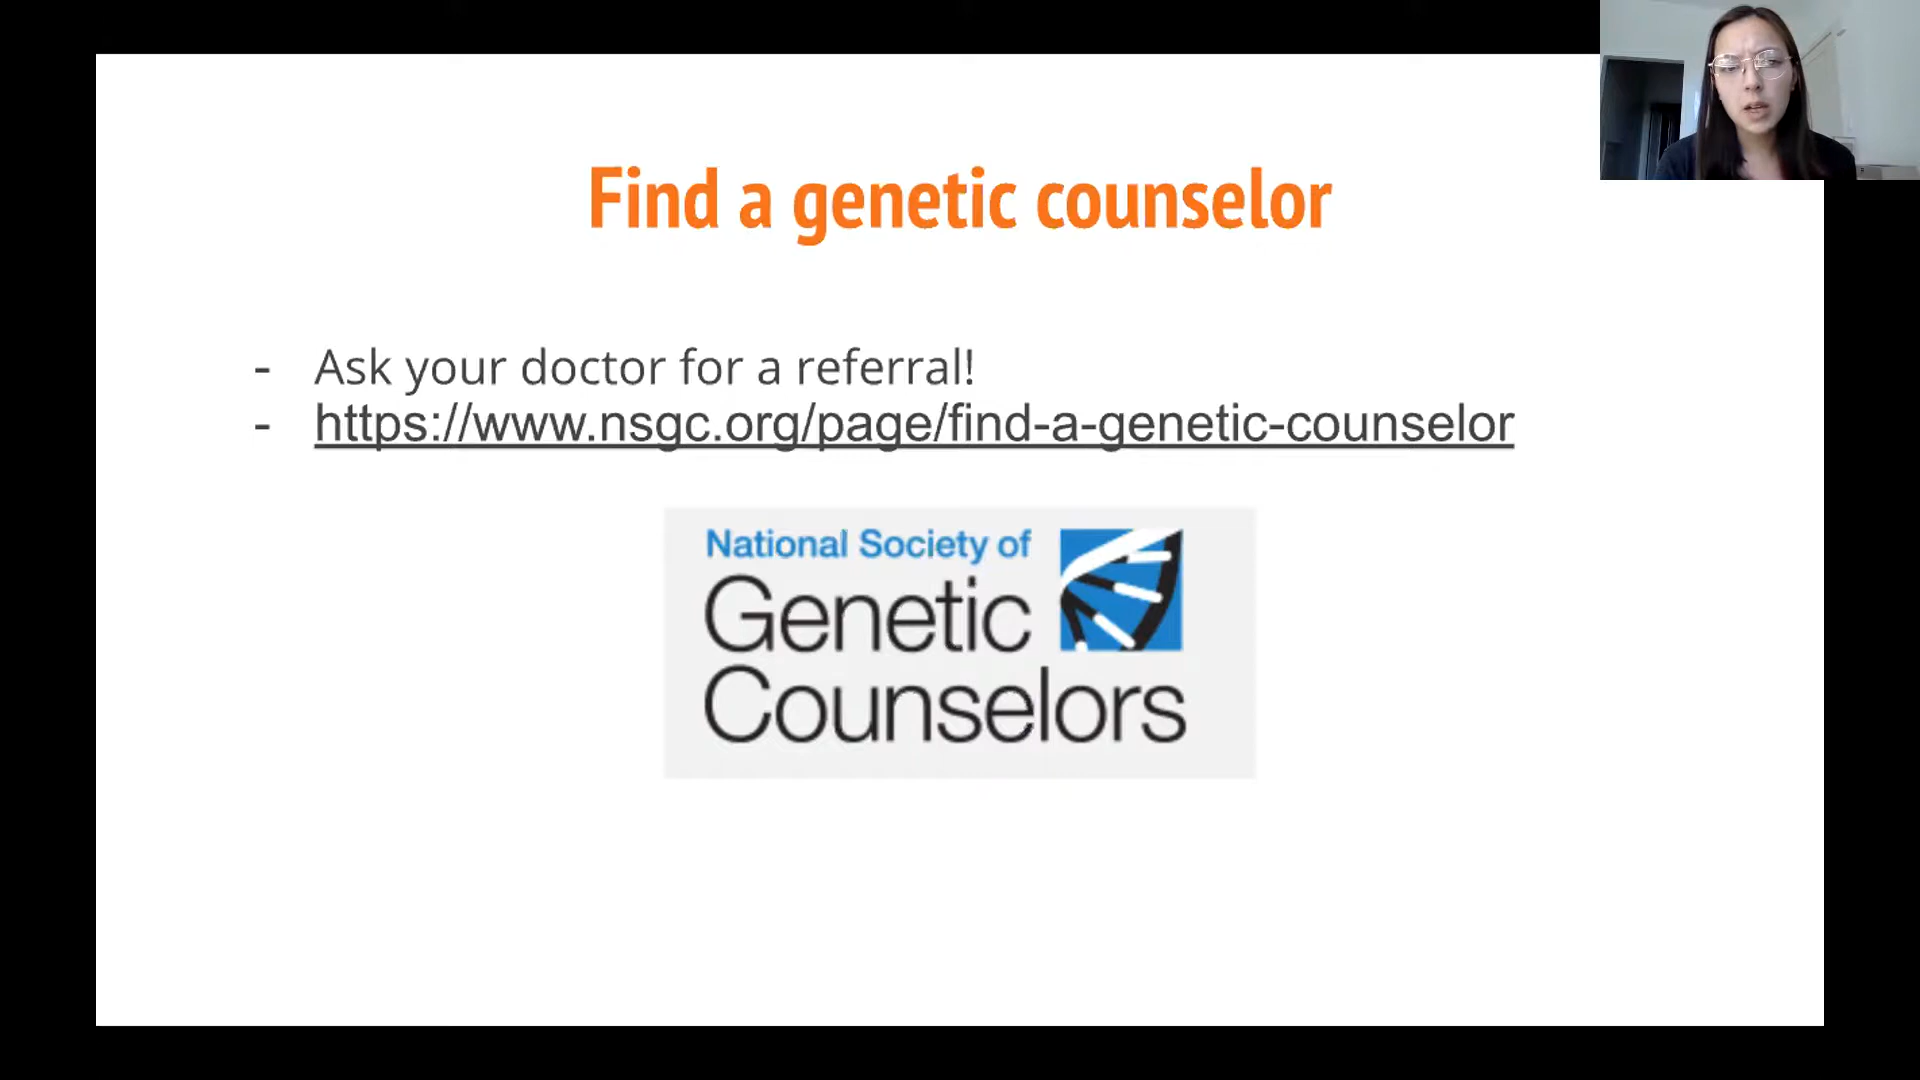 Find a genetic counselor
- Ask your doctor for a referral!
- https://www.nsgc.org/page/find-a-genetic-counselor
National Society of
Genetic
Counselors